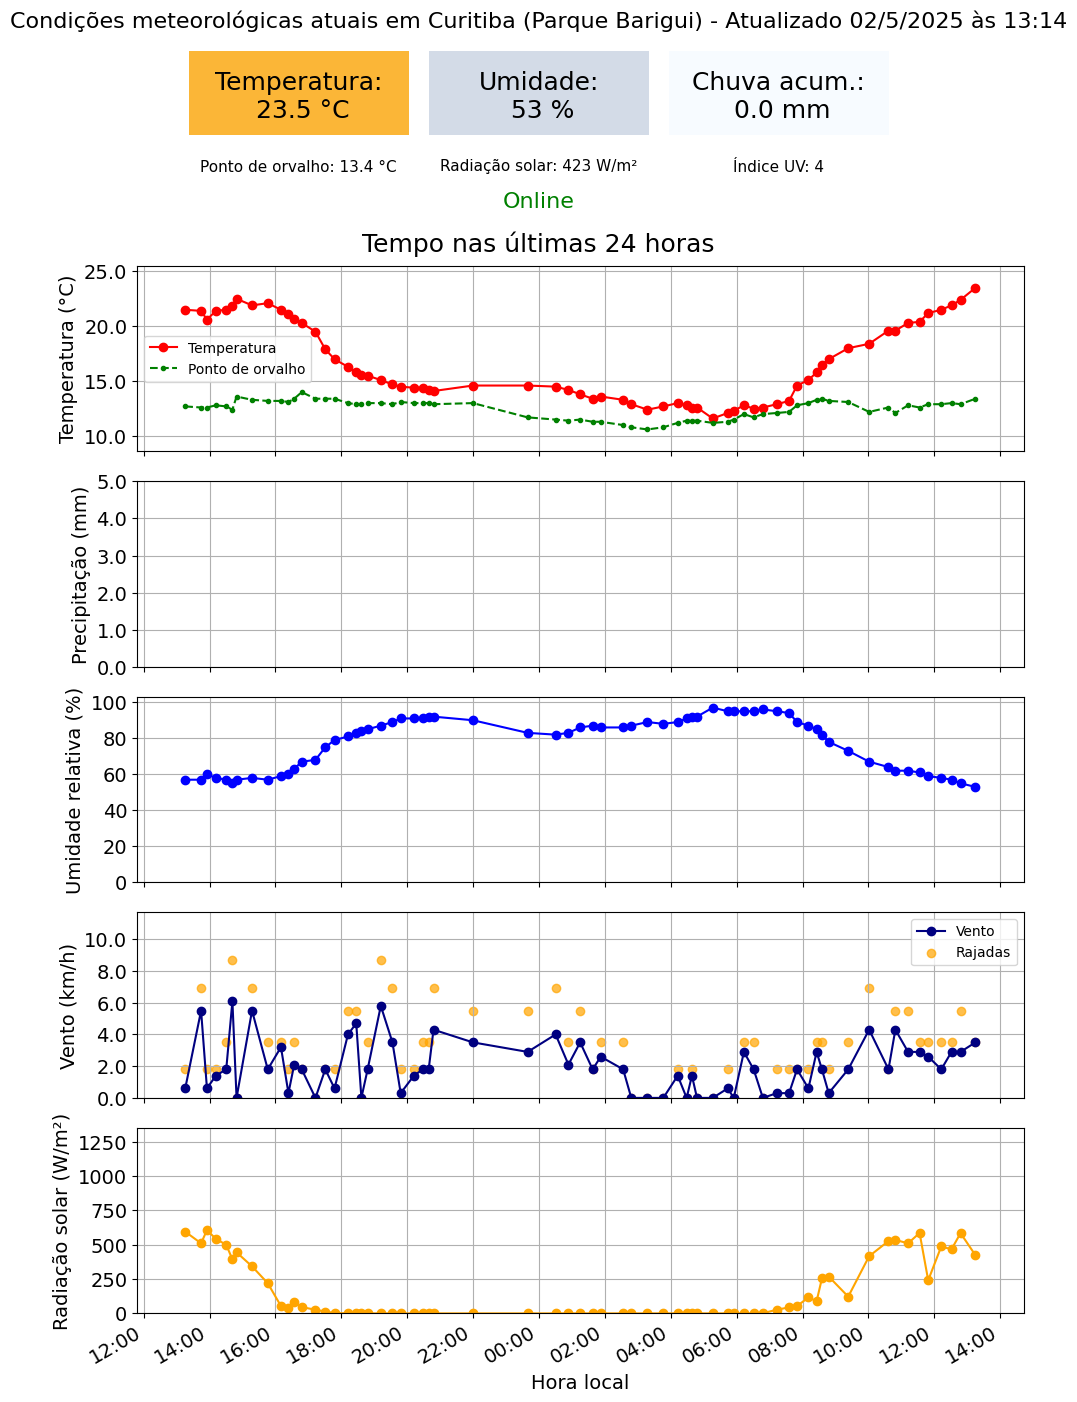 Condições meteorológicas atuais em Curitiba (Parque Barigui) - Atualizado 02/5/2025 às 13:14
Temperatura:
23.5 °C
Umidade:
53 %
Chuva acum.:
0.0 mm
Ponto de orvalho: 13.4 °C
Radiação solar: 423 W/m²
Índice UV: 4
Online
Tempo nas últimas 24 horas
Temperatura (°C)
25.0
20.0
15.0
10.0
Temperatura
Ponto de orvalho
Precipitação (mm)
5.0
4.0
3.0
2.0
1.0
0.0
Umidade relativa (%)
100
80
60
40
20
0
Vento (km/h)
10.0
8.0
6.0
4.0
2.0
0.0
Vento
Rajadas
Radiação solar (W/m²)
1250
1000
750
500
250
0
12:00
14:00
16:00
18:00
20:00
22:00
00:00
02:00
04:00
06:00
08:00
10:00
12:00
14:00
Hora local